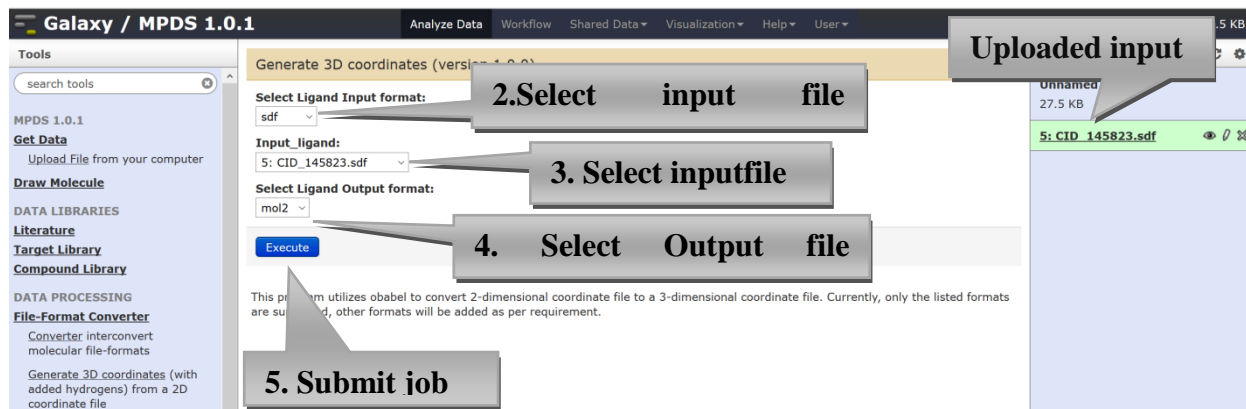 Galaxy / MPDS 1.0.1
Analyze Data Workflow Shared Data Visualization Help User
.5 KB
Tools
search tools
MPDS 1.0.1
Get Data
Upload File from your computer
Draw Molecule
DATA LIBRARIES
Literature
Target Library
Compound Library
DATA PROCESSING
File-Format Converter
Converter interconvert
molecular file-formats
Generate 3D coordinates (with
added hydrogens) from a 2D
coordinate file
Generate 3D coordinates
Select Ligand Input format:
sdf
Input_ligand:
5: CID_145823.sdf
Select Ligand Output format:
mol2
Execute
This program utilizes obabel to convert 2-dimensional coordinate file to a 3-dimensional coordinate file. Currently, only the listed formats
are supported, other formats will be added as per requirement.
2.Select input file
3. Select inputfile
4. Select Output file
5. Submit job
Uploaded input
Unnamed
27.5 KB
5: CID_145823.sdf